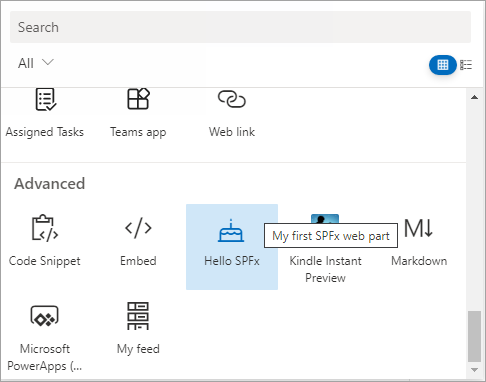 Search
All
Assigned Tasks
Teams app
Web link
Advanced
Code Snippet
Embed
Hello SPFx
My first SPFx web part
Kindle Instant
Preview
M↓
Markdown
Microsoft
PowerApps (...
My feed